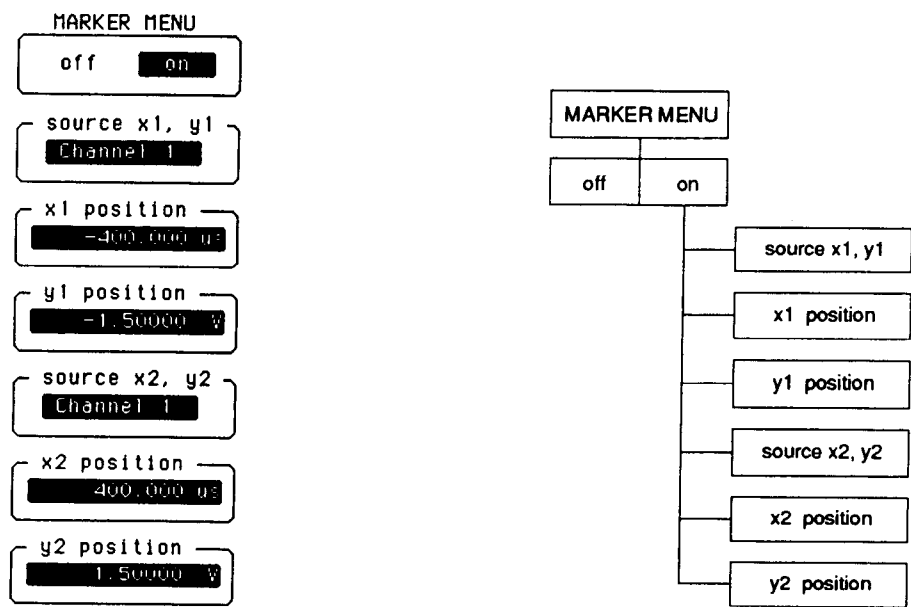 MARKER MENU
off on
source x1, y1
Channel 1
x1 position
-400.000 us
y1 position
-1.50000 V
source x2, y2
Channel 1
x2 position
400.000 us
y2 position
1.50000 V
MARKER MENU
off on
source x1, y1
x1 position
y1 position
source x2, y2
x2 position
y2 position